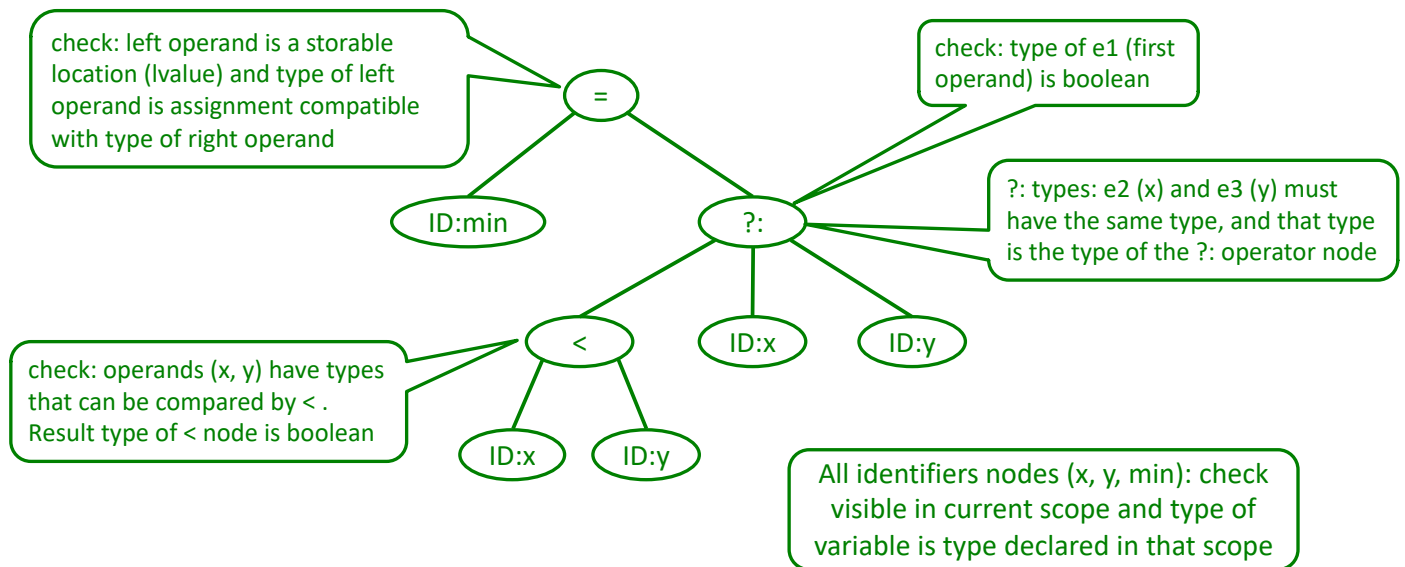 check: left operand is a storable
location (lvalue) and type of left
operand is assignment compatible
with type of right operand
check: type of e1 (first
operand) is boolean
=
?: types: e2 (x) and e3 (y) must
have the same type, and that type
is the type of the ?: operator node
ID:min
?:
check: operands (x, y) have types
that can be compared by < .
Result type of < node is boolean
<
ID:x
ID:y
ID:x
ID:y
All identifiers nodes (x, y, min): check
visible in current scope and type of
variable is type declared in that scope